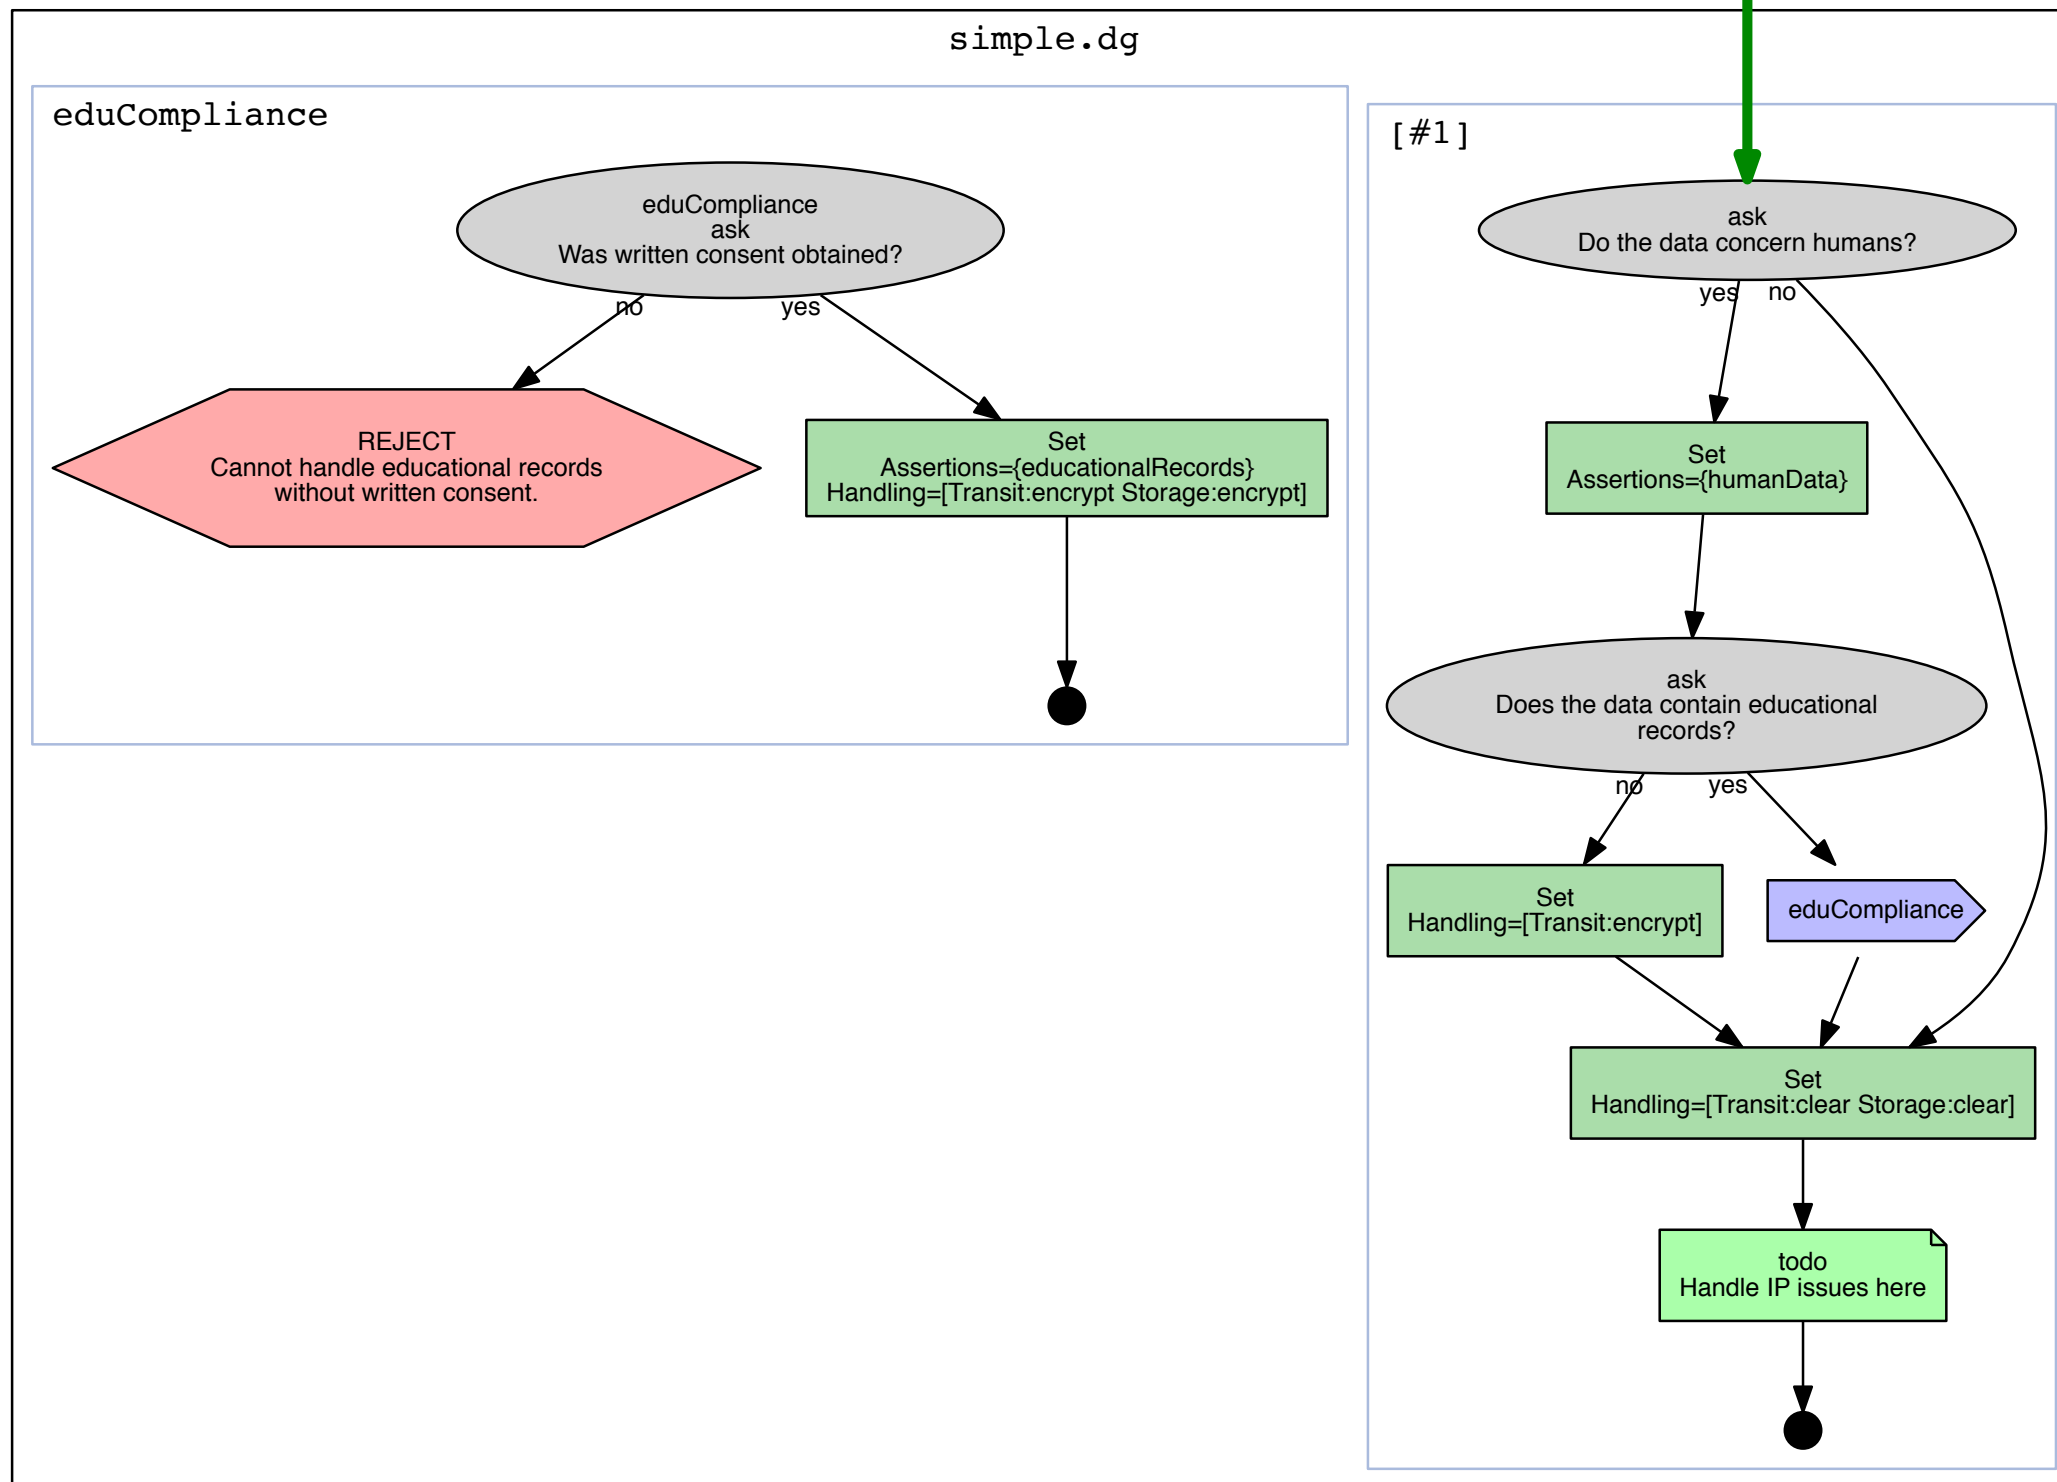 simple.dg
eduCompliance
eduCompliance
ask
Was written consent obtained?
no
yes
REJECT
Cannot handle educational records
without written consent.
Set
Assertions={educationalRecords}
Handling=[Transit:encrypt Storage:encrypt]
[#1]
ask
Do the data concern humans?
yes
no
Set
Assertions={humanData}
ask
Does the data contain educational
records?
no
yes
Set
Handling=[Transit:encrypt]
eduCompliance
Set
Handling=[Transit:clear Storage:clear]
todo
Handle IP issues here